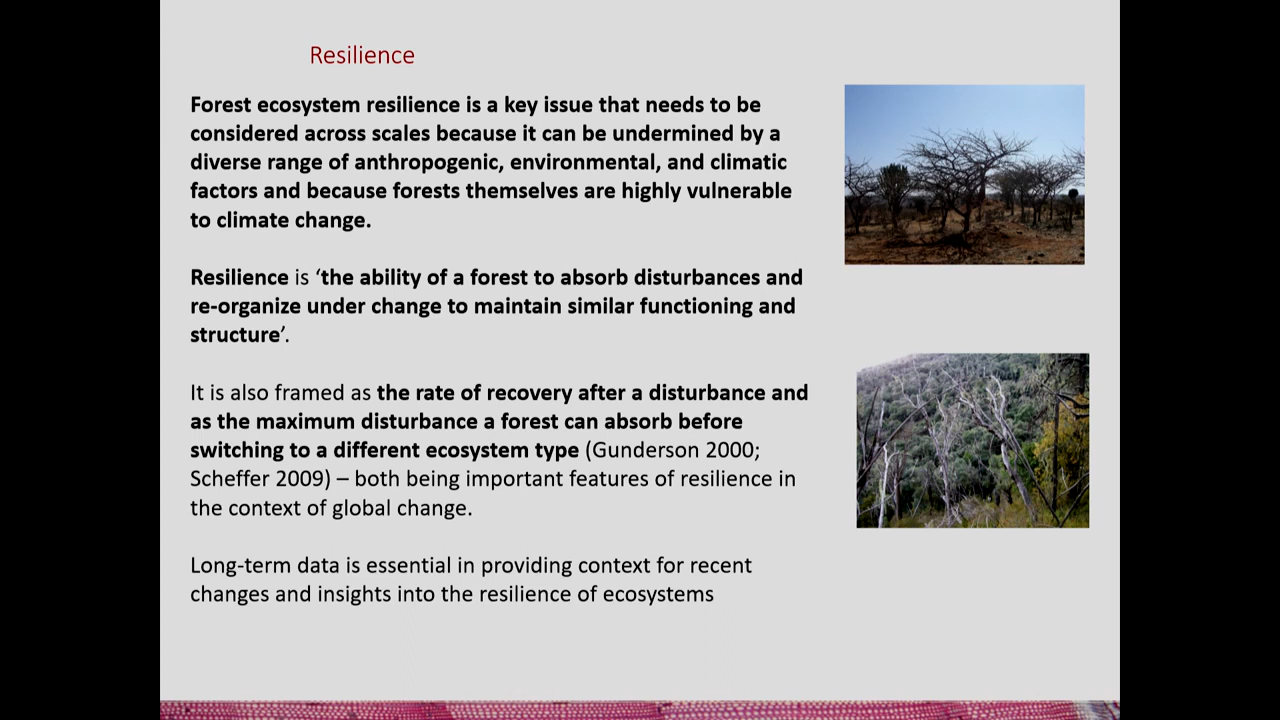 Resilience
Forest ecosystem resilience is a key issue that needs to be
considered across scales because it can be undermined by a
diverse range of anthropogenic, environmental, and climatic
factors and because forests themselves are highly vulnerable
to climate change.
Resilience is ‘the ability of a forest to absorb disturbances and
re-organize under change to maintain similar functioning and
structure’.
It is also framed as the rate of recovery after a disturbance and
as the maximum disturbance a forest can absorb before
switching to a different ecosystem type (Gunderson 2000;
Scheffer 2009) – both being important features of resilience in
the context of global change.
Long-term data is essential in providing context for recent
changes and insights into the resilience of ecosystems